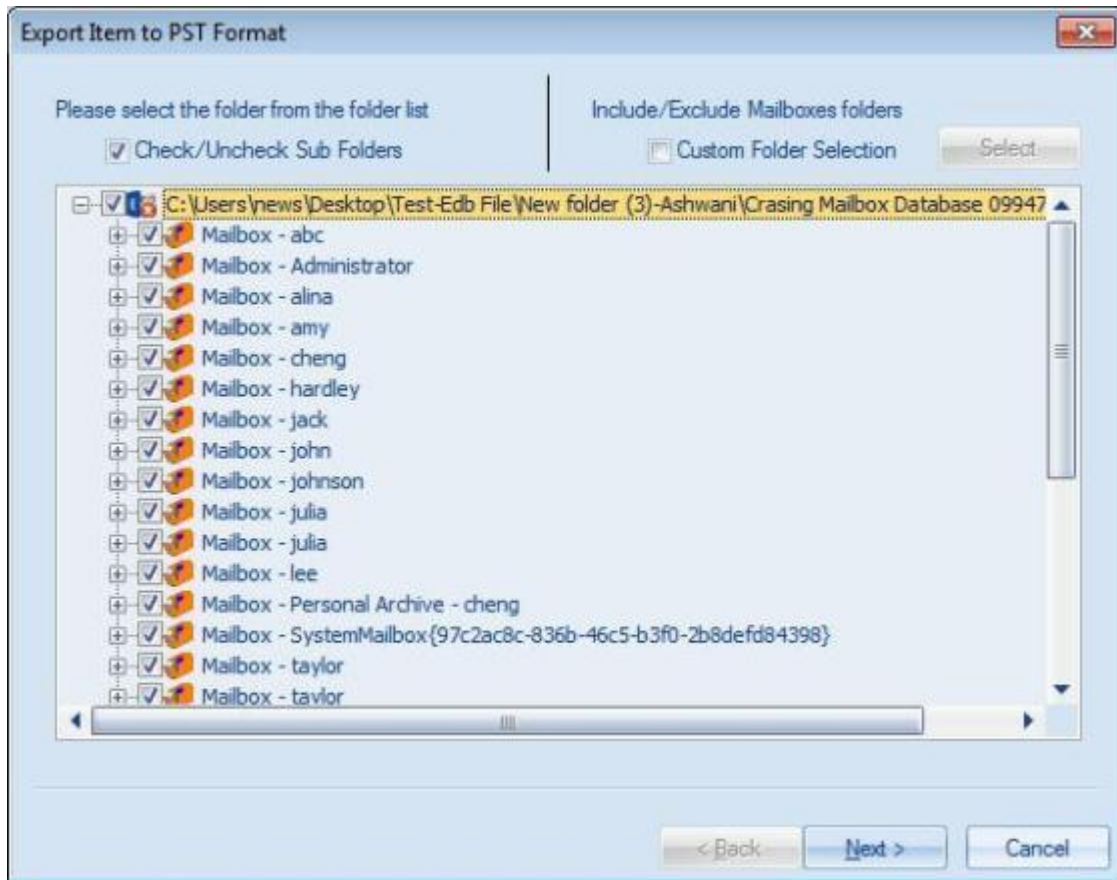 Export Item to PST Format
Please select the folder from the folder list
Include/Exclude Mailboxes folders
Check/Uncheck Sub Folders
Custom Folder Selection
Select
C:\Users\news\Desktop\Test-Edb File\New folder (3)-Ashwani\Crasing Mailbox Database 09947
Mailbox - abc
Mailbox - Administrator
Mailbox - alina
Mailbox - amy
Mailbox - cheng
Mailbox - hardley
Mailbox - jack
Mailbox - john
Mailbox - johnson
Mailbox - julia
Mailbox - julia
Mailbox - lee
Mailbox - Personal Archive - cheng
Mailbox - SystemMailbox{97c2ac8c-836b-46c5-b3f0-2b8defd84398}
Mailbox - taylor
Mailbox - taylor
< Back
Next >
Cancel